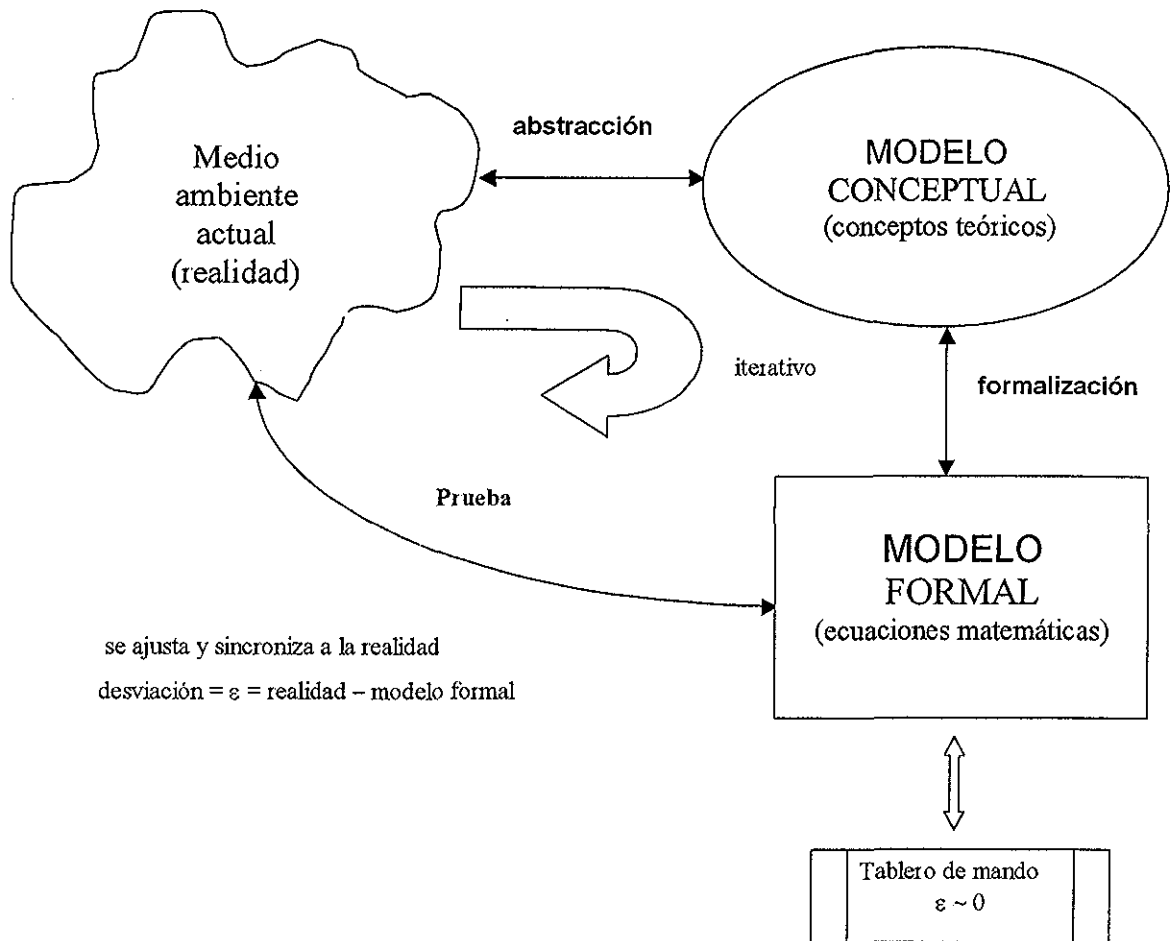 Medio
ambiente
actual
(realidad)
abstracción
MODELO
CONCEPTUAL
(conceptos teóricos)
iterativo
formalización
Prueba
MODELO
FORMAL
(ecuaciones matemáticas)
se ajusta y sincroniza a la realidad
desviación = ε = realidad – modelo formal
Tablero de mando
ε ~ 0